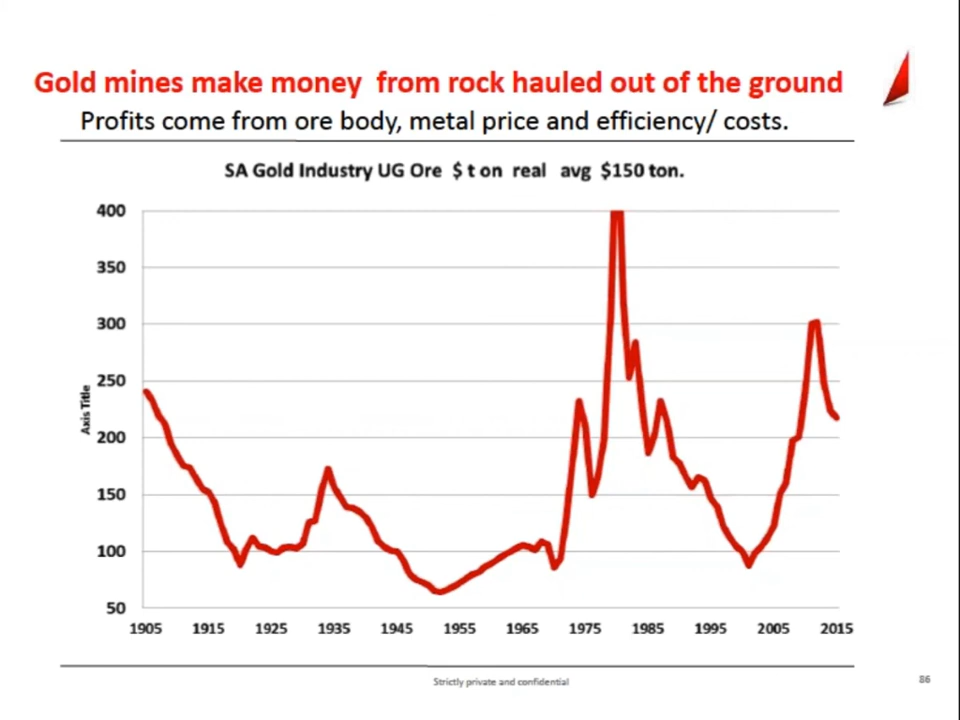 Gold mines make money from rock hauled out of the ground
Profits come from ore body, metal price and efficiency/ costs.
SA Gold Industry UG Ore $ t on real avg $150 ton.
400
350
300
250
200
150
100
50
Axis Title
1905 1915 1925 1935 1945 1955 1965 1975 1985 1995 2005 2015
Strictly private and confidential
86